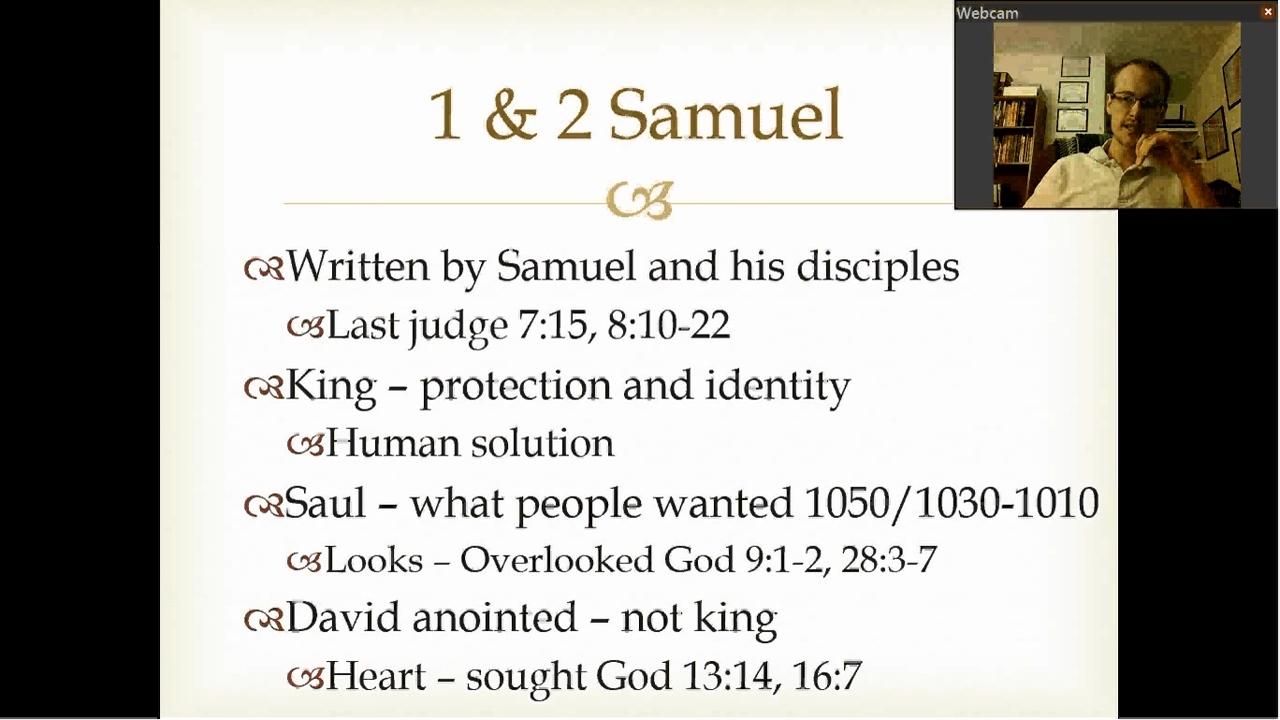 Webcam
1 & 2 Samuel
Written by Samuel and his disciples
Last judge 7:15, 8:10-22
King – protection and identity
Human solution
Saul – what people wanted 1050/1030-1010
Looks – Overlooked God 9:1-2, 28:3-7
David anointed – not king
Heart – sought God 13:14, 16:7